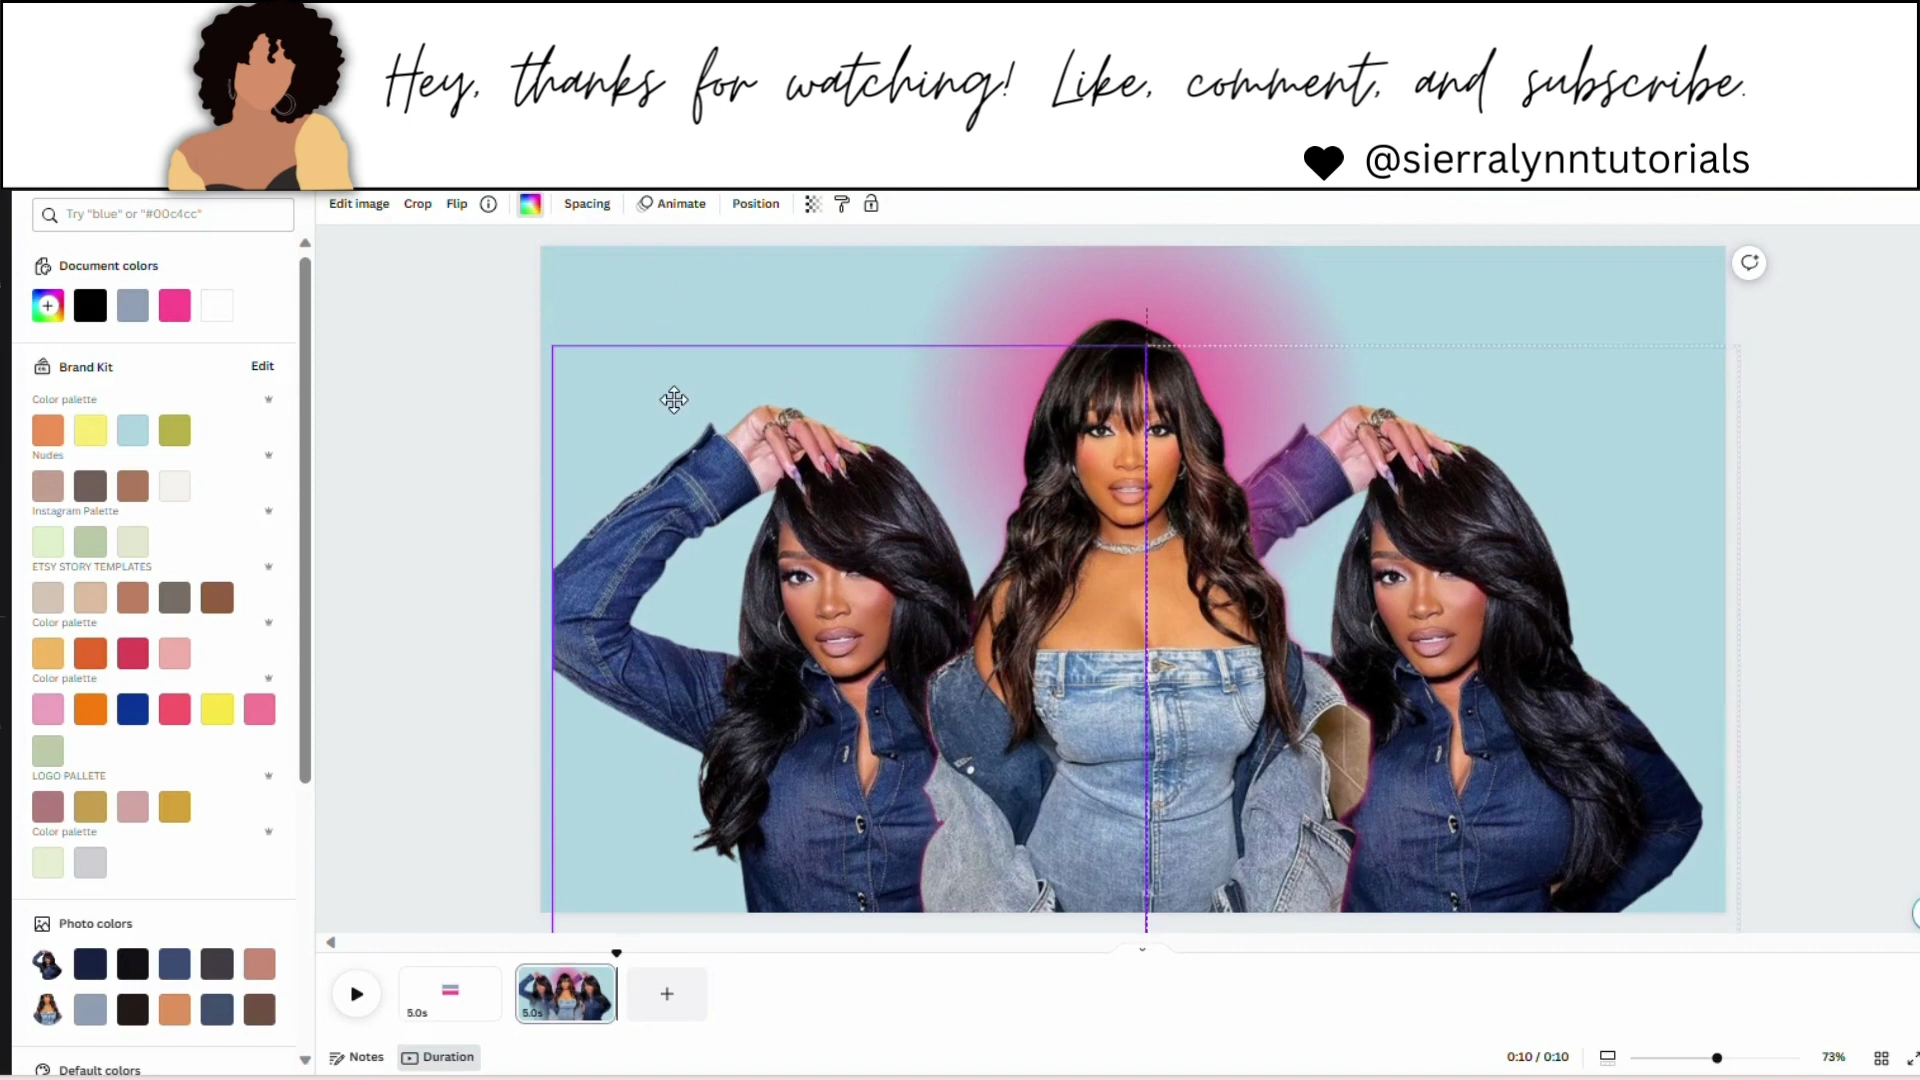 Hey, thanks for watching! Like, comment, and subscribe.
@sierralynntutorials
Try "blue" or "#00c4cc"
Edit image Crop Flip Spacing Animate Position
Document colors
Brand Kit Edit
Color palette
Nudes
Instagram Palette
ETSY STORY TEMPLATES
Color palette
Color palette
LOGO PALLETE
Color palette
Photo colors
Default colors
5.0s 5.0s
Notes Duration 0:10 / 0:10 73%